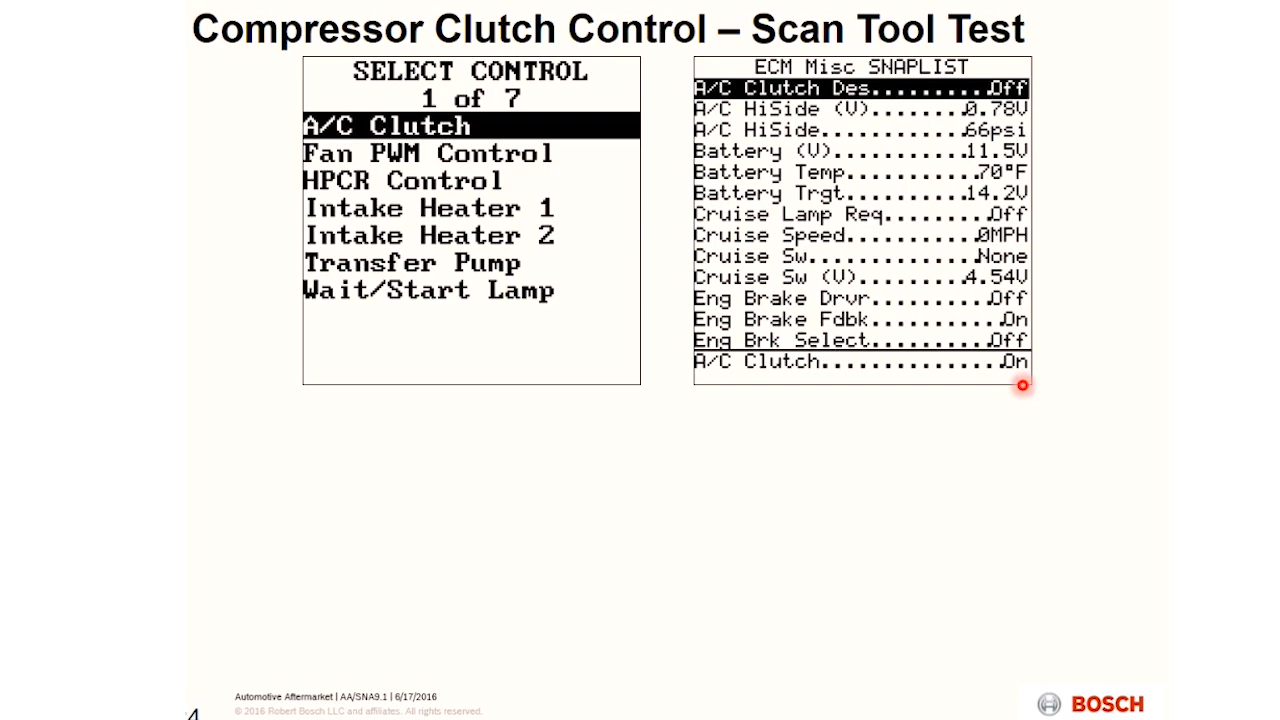 Compressor Clutch Control – Scan Tool Test
SELECT CONTROL
1 of 7
A/C Clutch
Fan PWM Control
HPCR Control
Intake Heater 1
Intake Heater 2
Transfer Pump
Wait/Start Lamp
ECM Misc SNAPLIST
A/C Clutch Des..........Off
A/C HiSide (V)........0.78V
A/C HiSide............66psi
Battery (V)...........11.5V
Battery Temp...........70°F
Battery Trgt..........14.2V
Cruise Lamp Req.........Off
Cruise Speed...........0MPH
Cruise Sw..............None
Cruise Sw (V).........4.54V
Eng Brake Drvr..........Off
Eng Brake Fdbk...........On
Eng Brk Select..........Off
A/C Clutch...............On
Automotive Aftermarket | AA/SNA9.1 | 6/17/2016
© 2016 Robert Bosch LLC and affiliates. All rights reserved.
BOSCH